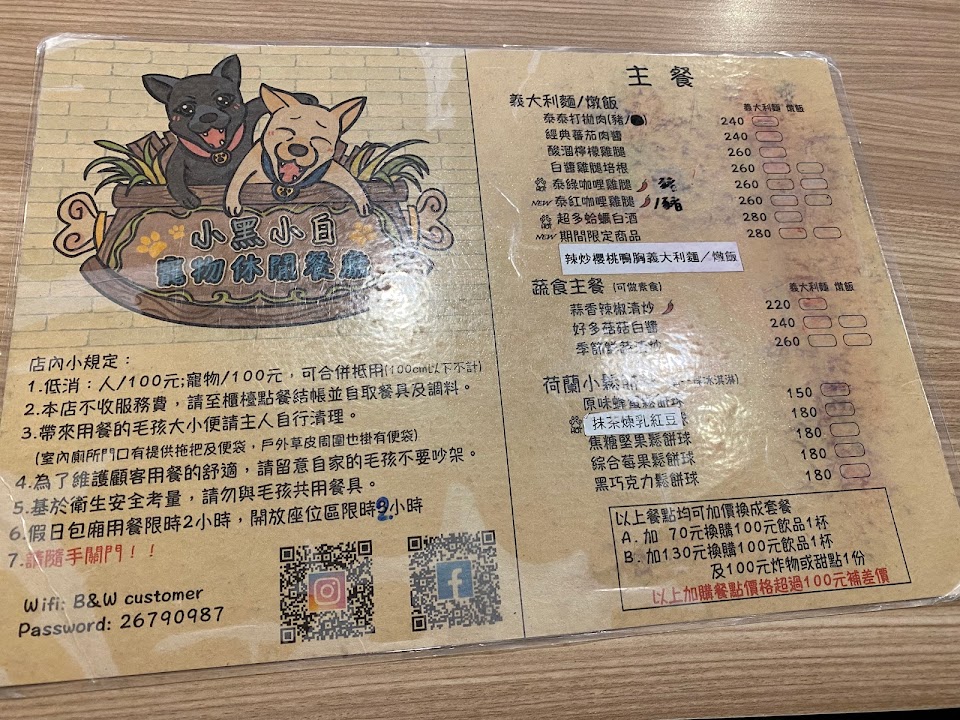 小黑小白
寵物休閒餐廳
店內小規定：
1.低消：人/100元;寵物/100元，可合併抵用(100cm以下不計)
2.本店不收服務費，請至櫃檯點餐結帳並自取餐具及調料。
3.帶來用餐的毛孩大小便請主人自行清理。
(室內廁所門口有提供拖把及便袋，戶外草皮周圍也掛有便袋)
4.為了維護顧客用餐的舒適，請留意自家的毛孩不要吵架。
5.基於衛生安全考量，請勿與毛孩共用餐具。
6.假日包廂用餐限時2小時，開放座位區限時2小時
7.請隨手關門！！
Wifi: B&W customer
Password: 26790987
主餐
義大利麵/燉飯 義大利麵 燉飯
泰泰打拋肉(豬/ ) 240
經典蕃茄肉醬 240
酸溜檸檬雞腿 260
白醬雞腿培根 260
泰綠咖哩雞腿 260
NEW 泰紅咖哩雞腿 /豬 260
超多蛤蠣白酒 280
NEW 期間限定商品 280
辣炒櫻桃鴨胸義大利麵/燉飯
蔬食主餐 (可做素食) 義大利麵 燉飯
蒜香辣椒清炒 220
好多菇菇白醬 240
季節 清炒 260
荷蘭小鬆餅 冰淇淋)
原味蜂蜜鬆餅球 150
抹茶煉乳紅豆 180
焦糖堅果鬆餅球 180
綜合莓果鬆餅球 180
黑巧克力鬆餅球 180
以上餐點均可加價換成套餐
A. 加 70元換購100元飲品1杯
B. 加130元換購100元飲品1杯
及100元炸物或甜點1份
以上加購餐點價格超過100元補差價